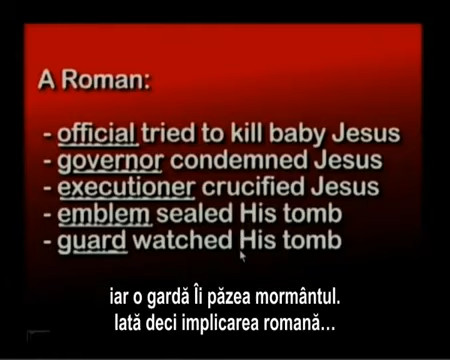 A Roman:
- official tried to kill baby Jesus
- governor condemned Jesus
- executioner crucified Jesus
- emblem sealed His tomb
- guard watched His tomb
iar o gardă Îi păzea mormântul.
Iată deci implicarea romană...